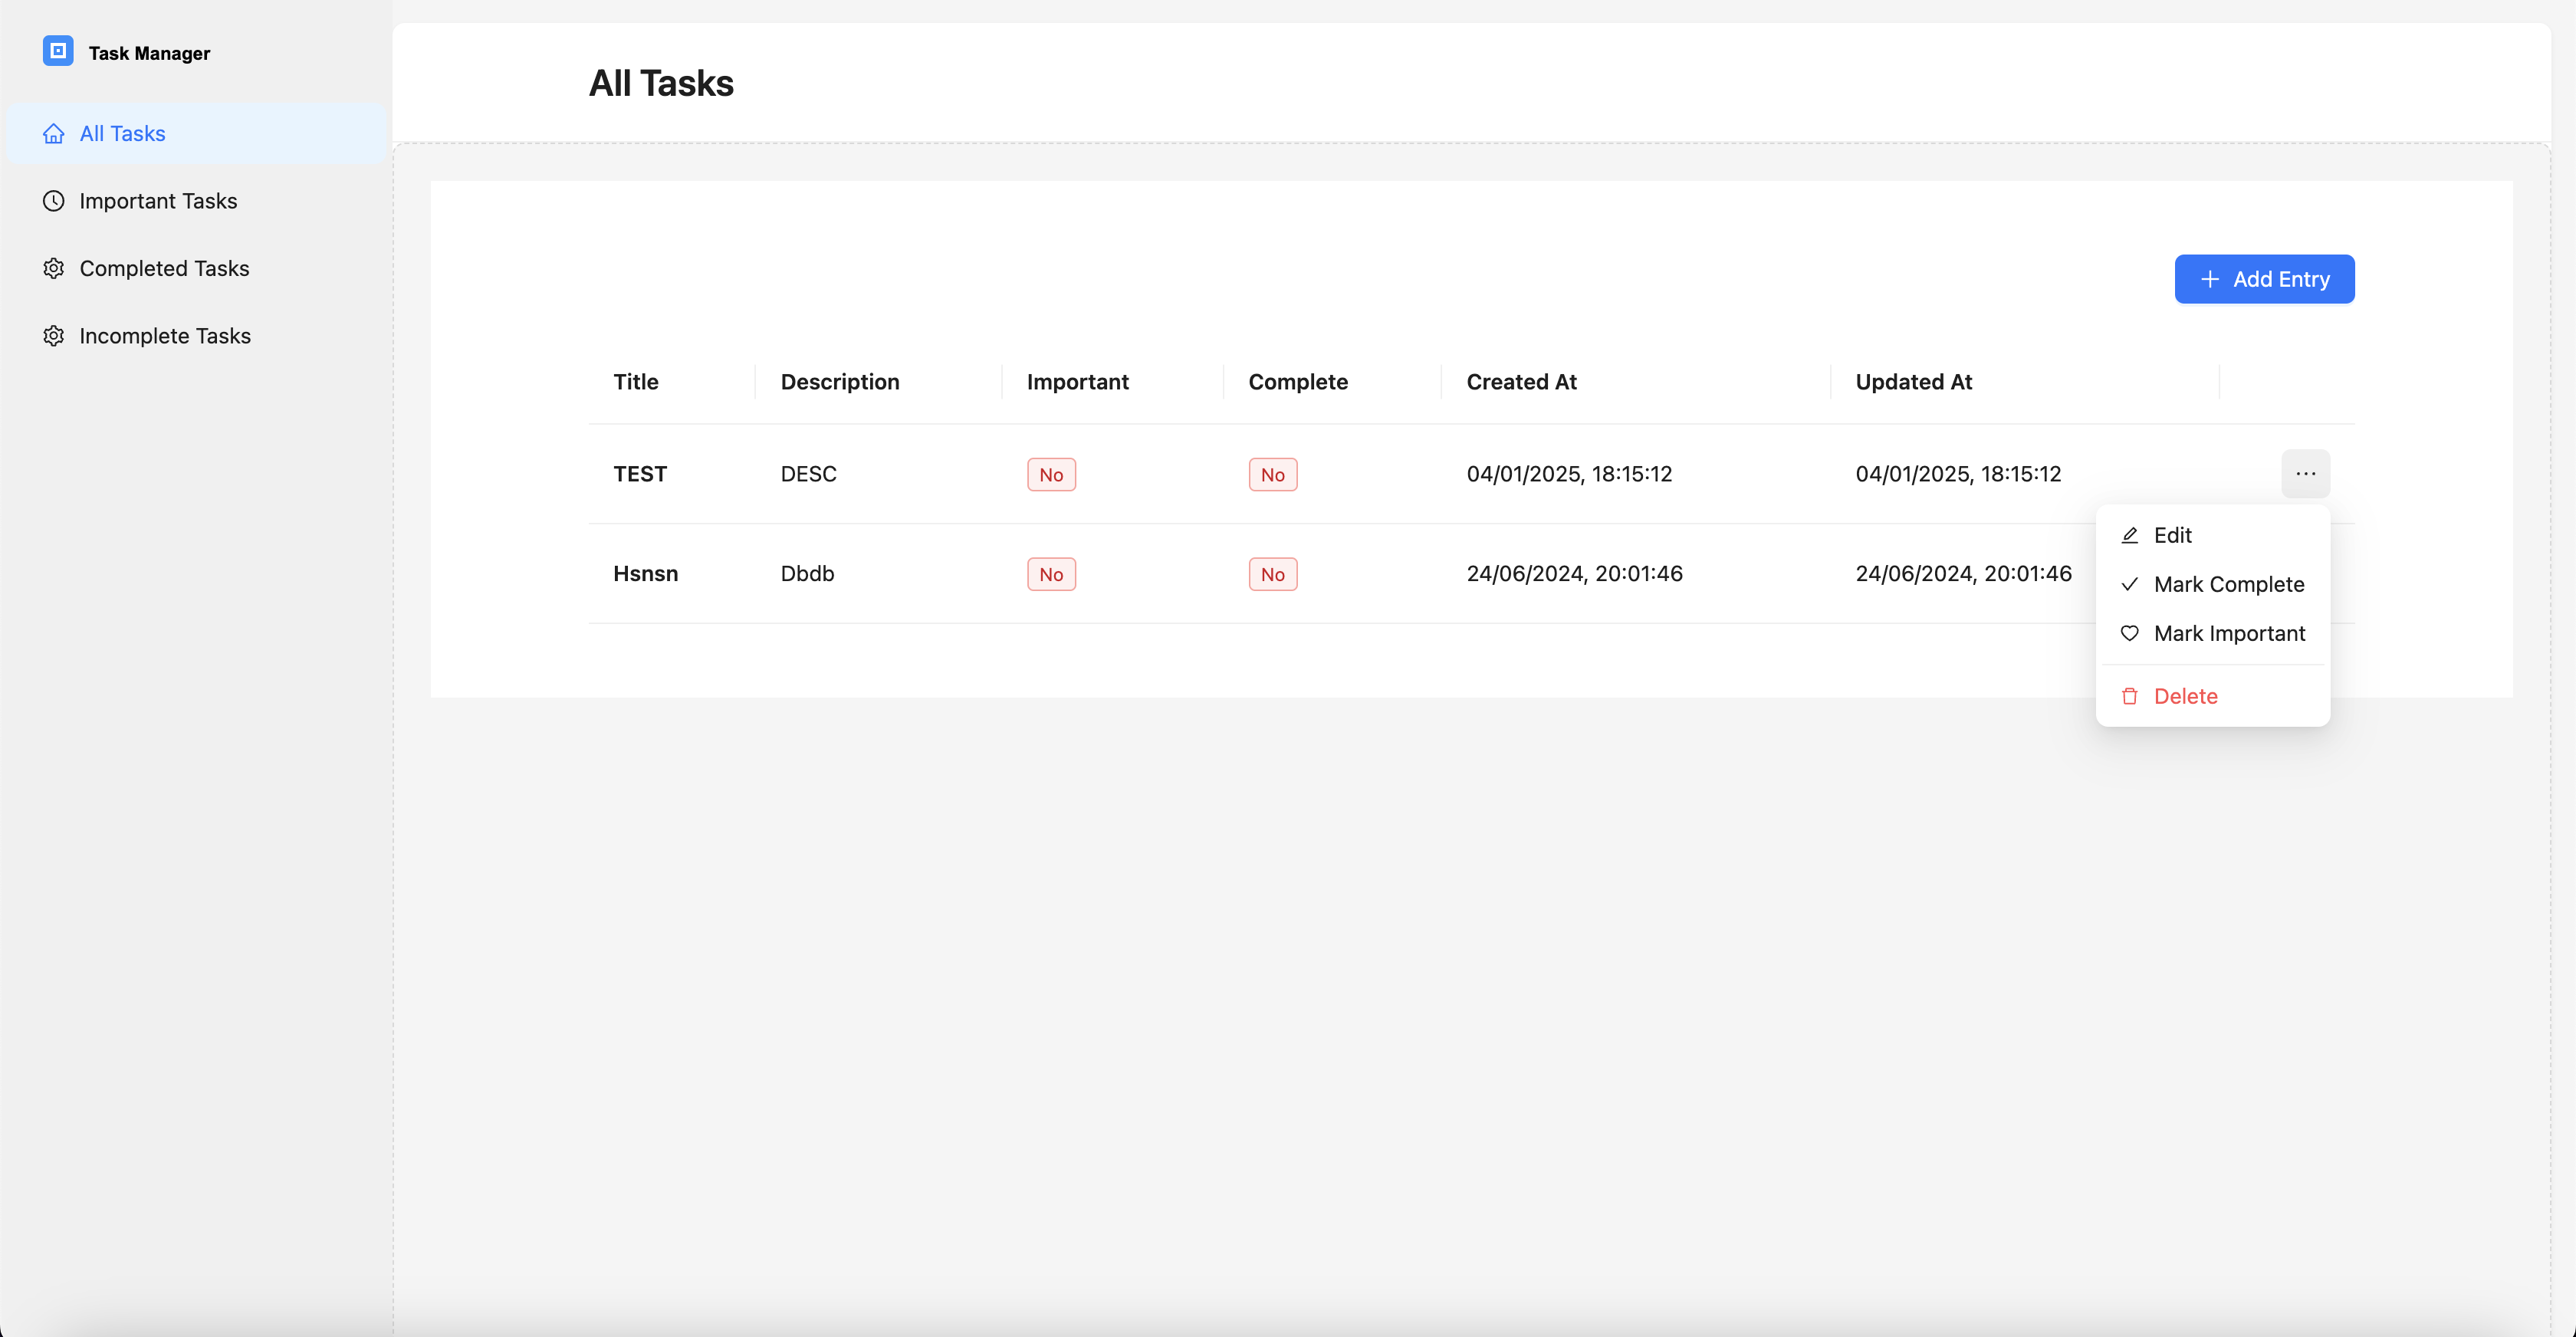 Task Manager
All Tasks
Important Tasks
Completed Tasks
Incomplete Tasks
All Tasks
Add Entry
Title Description Important Complete Created At Updated At
TEST DESC No No 04/01/2025, 18:15:12 04/01/2025, 18:15:12
Hsnsn Dbdb No No 24/06/2024, 20:01:46 24/06/2024, 20:01:46
Edit
Mark Complete
Mark Important
Delete